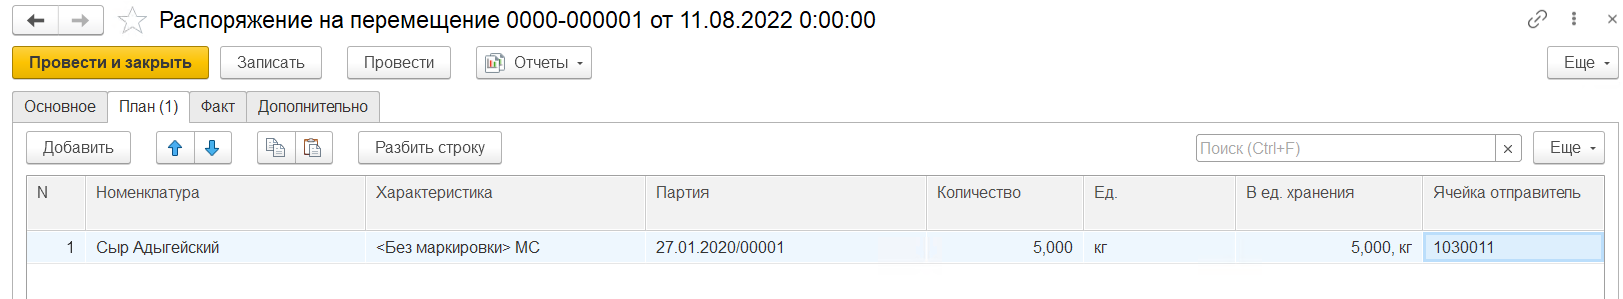 Распоряжение на перемещение 0000-000001 от 11.08.2022 0:00:00
Провести и закрыть Записать Провести Отчеты Еще
Основное План (1) Факт Дополнительно
Добавить Разбить строку Поиск (Ctrl+F) × Еще
N Номенклатура Характеристика Партия Количество Ед. В ед. хранения Ячейка отправитель
1 Сыр Адыгейский <Без маркировки> МС 27.01.2020/00001 5,000 кг 5,000, кг 1030011